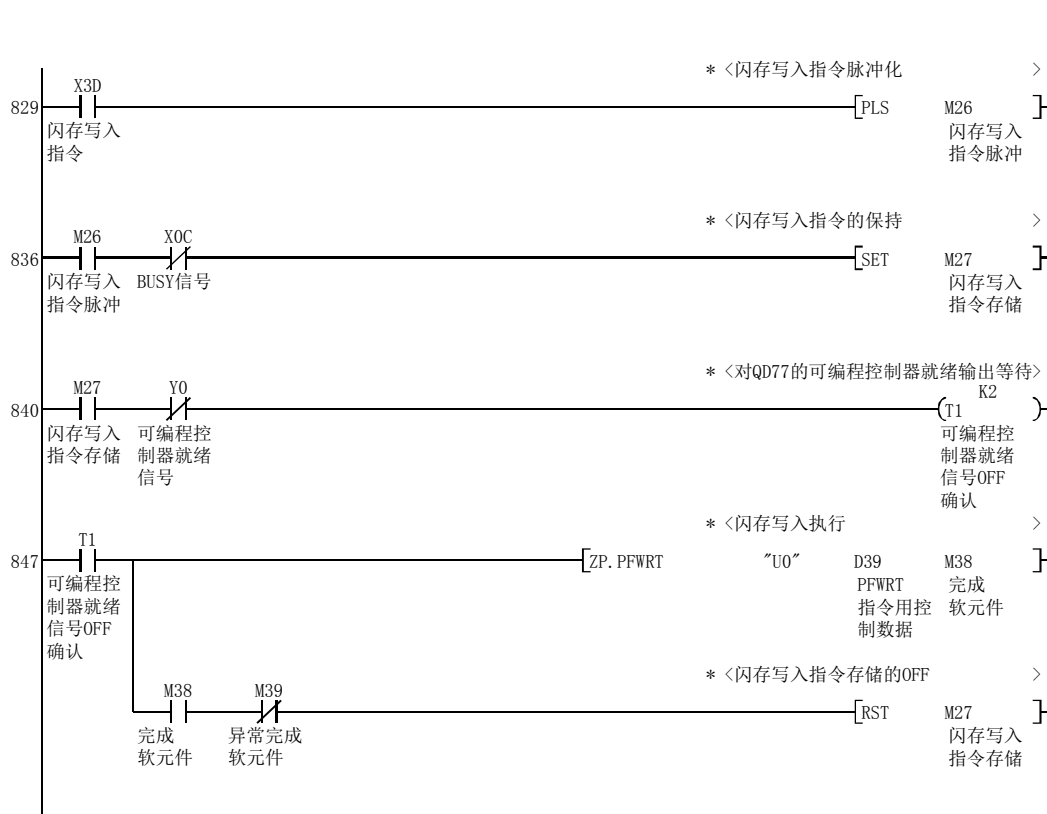 * <闪存写入指令脉冲化 >
X3D
829 [PLS M26 ]
闪存写入 闪存写入
指令 指令脉冲
* <闪存写入指令的保持 >
M26 X0C
836 [SET M27 ]
闪存写入 BUSY信号 闪存写入
指令脉冲 指令存储
* <对QD77的可编程控制器就绪输出等待>
M27 Y0 K2
840 (T1 )
闪存写入 可编程控 可编程控
指令存储 制器就绪 制器就绪
信号 信号OFF
确认
* <闪存写入执行 >
T1
847 [ZP.PFWRT "U0" D39 M38 ]
可编程控 PFWRT 完成
制器就绪 指令用控 软元件
信号OFF 制数据
确认
* <闪存写入指令存储的OFF >
M38 M39
[RST M27 ]
完成 异常完成 闪存写入
软元件 软元件 指令存储